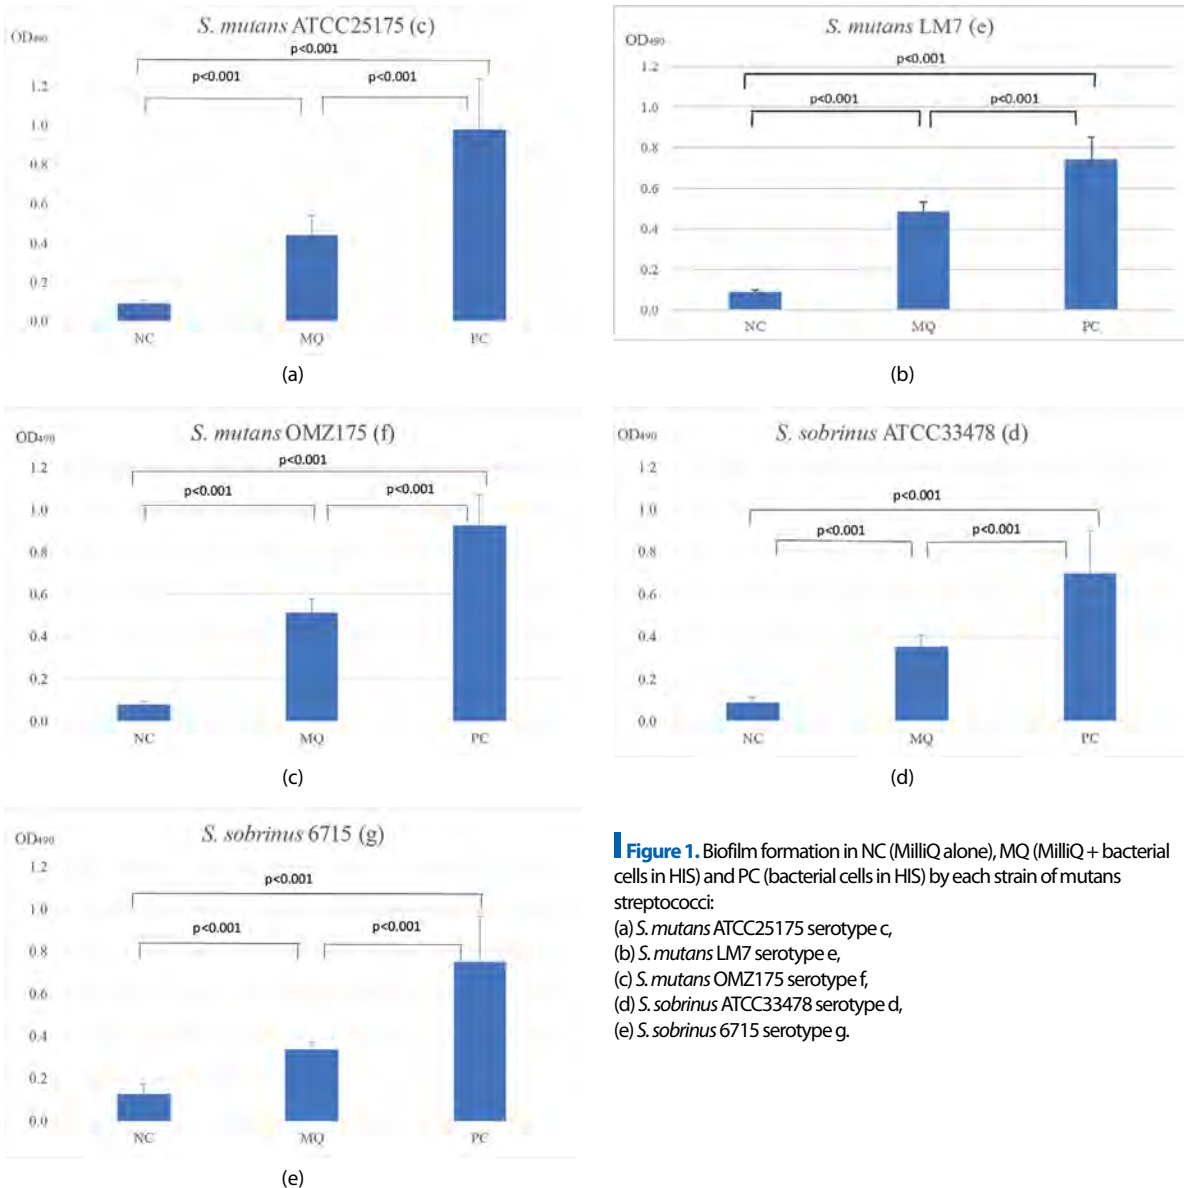 S. mutans ATCC25175 (c)
OD490
p<0.001
p<0.001
p<0.001
1.2
1.0
0.8
0.6
0.4
0.2
0.0
NC
MQ
PC
(a)
S. mutans LM7 (e)
OD490
1.2
p<0.001
1.0
p<0.001
p<0.001
0.8
0.6
0.4
0.2
0.0
NC
MQ
PC
(b)
S. mutans OMZ175 (f)
OD490
1.2
p<0.001
p<0.001
p<0.001
1.0
0.8
0.6
0.4
0.2
0.0
NC
MQ
PC
(c)
S. sobrinus ATCC33478 (d)
OD490
1.2
p<0.001
1.0
p<0.001
p<0.001
0.8
0.6
0.4
0.2
0.0
NC
MQ
PC
(d)
S. sobrinus 6715 (g)
OD490
1.2
p<0.001
1.0
p<0.001
p<0.001
0.8
0.6
0.4
0.2
0.0
NC
MQ
PC
(e)
Figure 1. Biofilm formation in NC (MilliQ alone), MQ (MilliQ + bacterial
cells in HIS) and PC (bacterial cells in HIS) by each strain of mutans
streptococci:
(a) S. mutans ATCC25175 serotype c,
(b) S. mutans LM7 serotype e,
(c) S. mutans OMZ175 serotype f,
(d) S. sobrinus ATCC33478 serotype d,
(e) S. sobrinus 6715 serotype g.